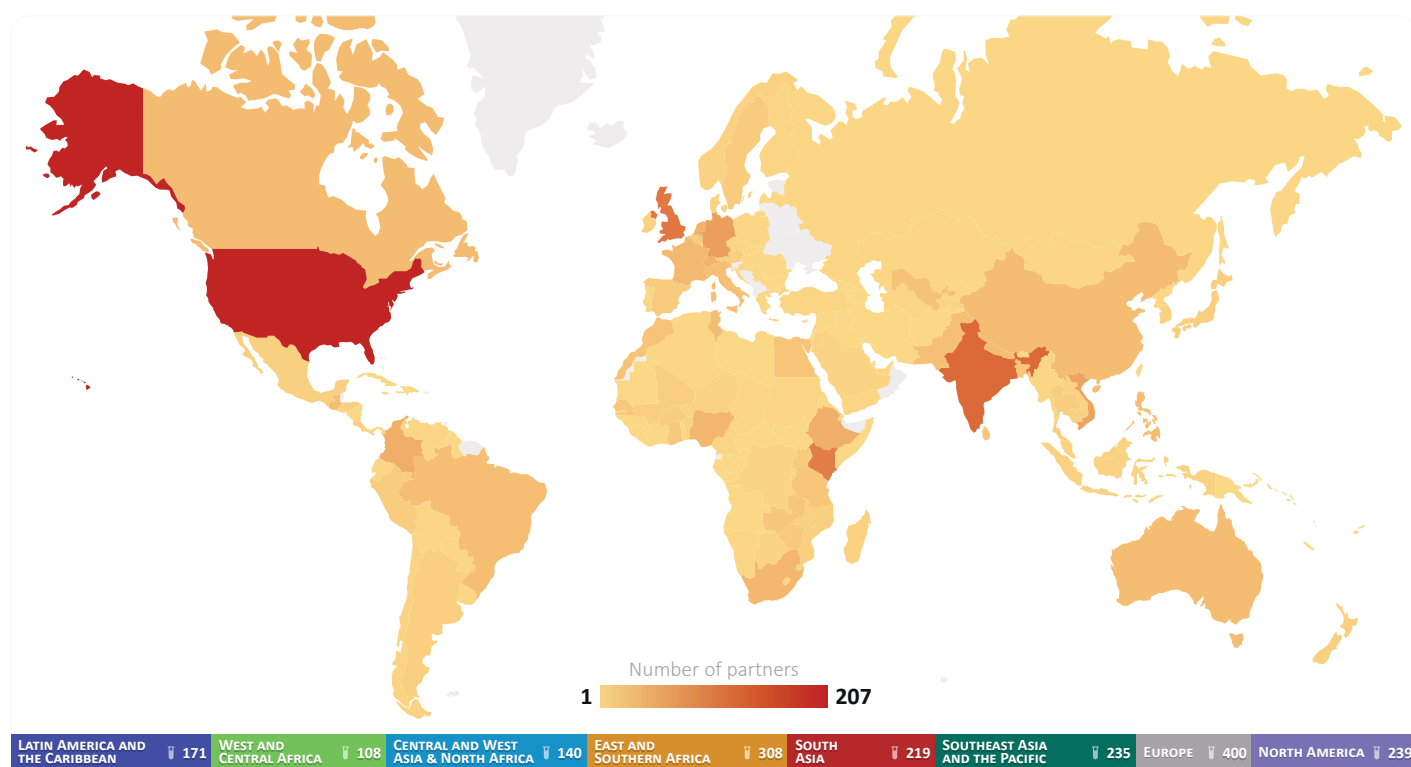 Number of partners
1 207
LATIN AMERICA AND
THE CARIBBEAN 171
WEST AND
CENTRAL AFRICA 108
CENTRAL AND WEST
ASIA & NORTH AFRICA 140
EAST AND
SOUTHERN AFRICA 308
SOUTH
ASIA 219
SOUTHEAST ASIA
AND THE PACIFIC 235
EUROPE 400
NORTH AMERICA 239